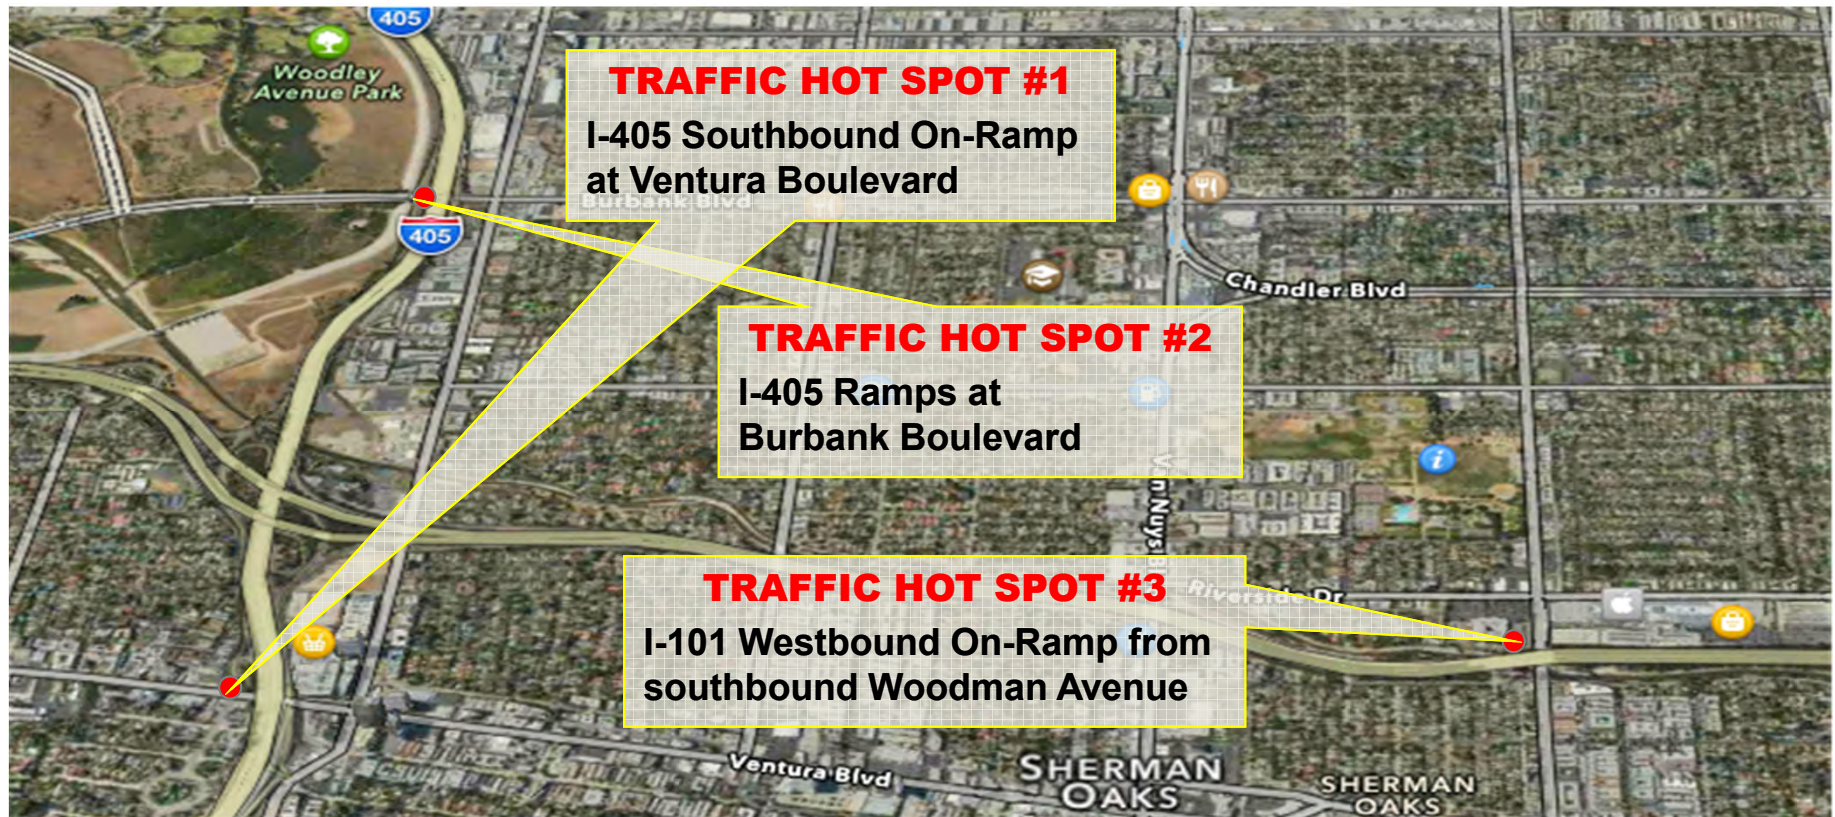 405
Woodley
Avenue Park
TRAFFIC HOT SPOT #1
I-405 Southbound On-Ramp
at Ventura Boulevard
Burbank Blvd
405
Chandler Blvd
TRAFFIC HOT SPOT #2
I-405 Ramps at
Burbank Boulevard
Van Nuys Bl
TRAFFIC HOT SPOT #3
I-101 Westbound On-Ramp from
southbound Woodman Avenue
Riverside Dr
Ventura Blvd
SHERMAN
OAKS
SHERMAN
OAKS